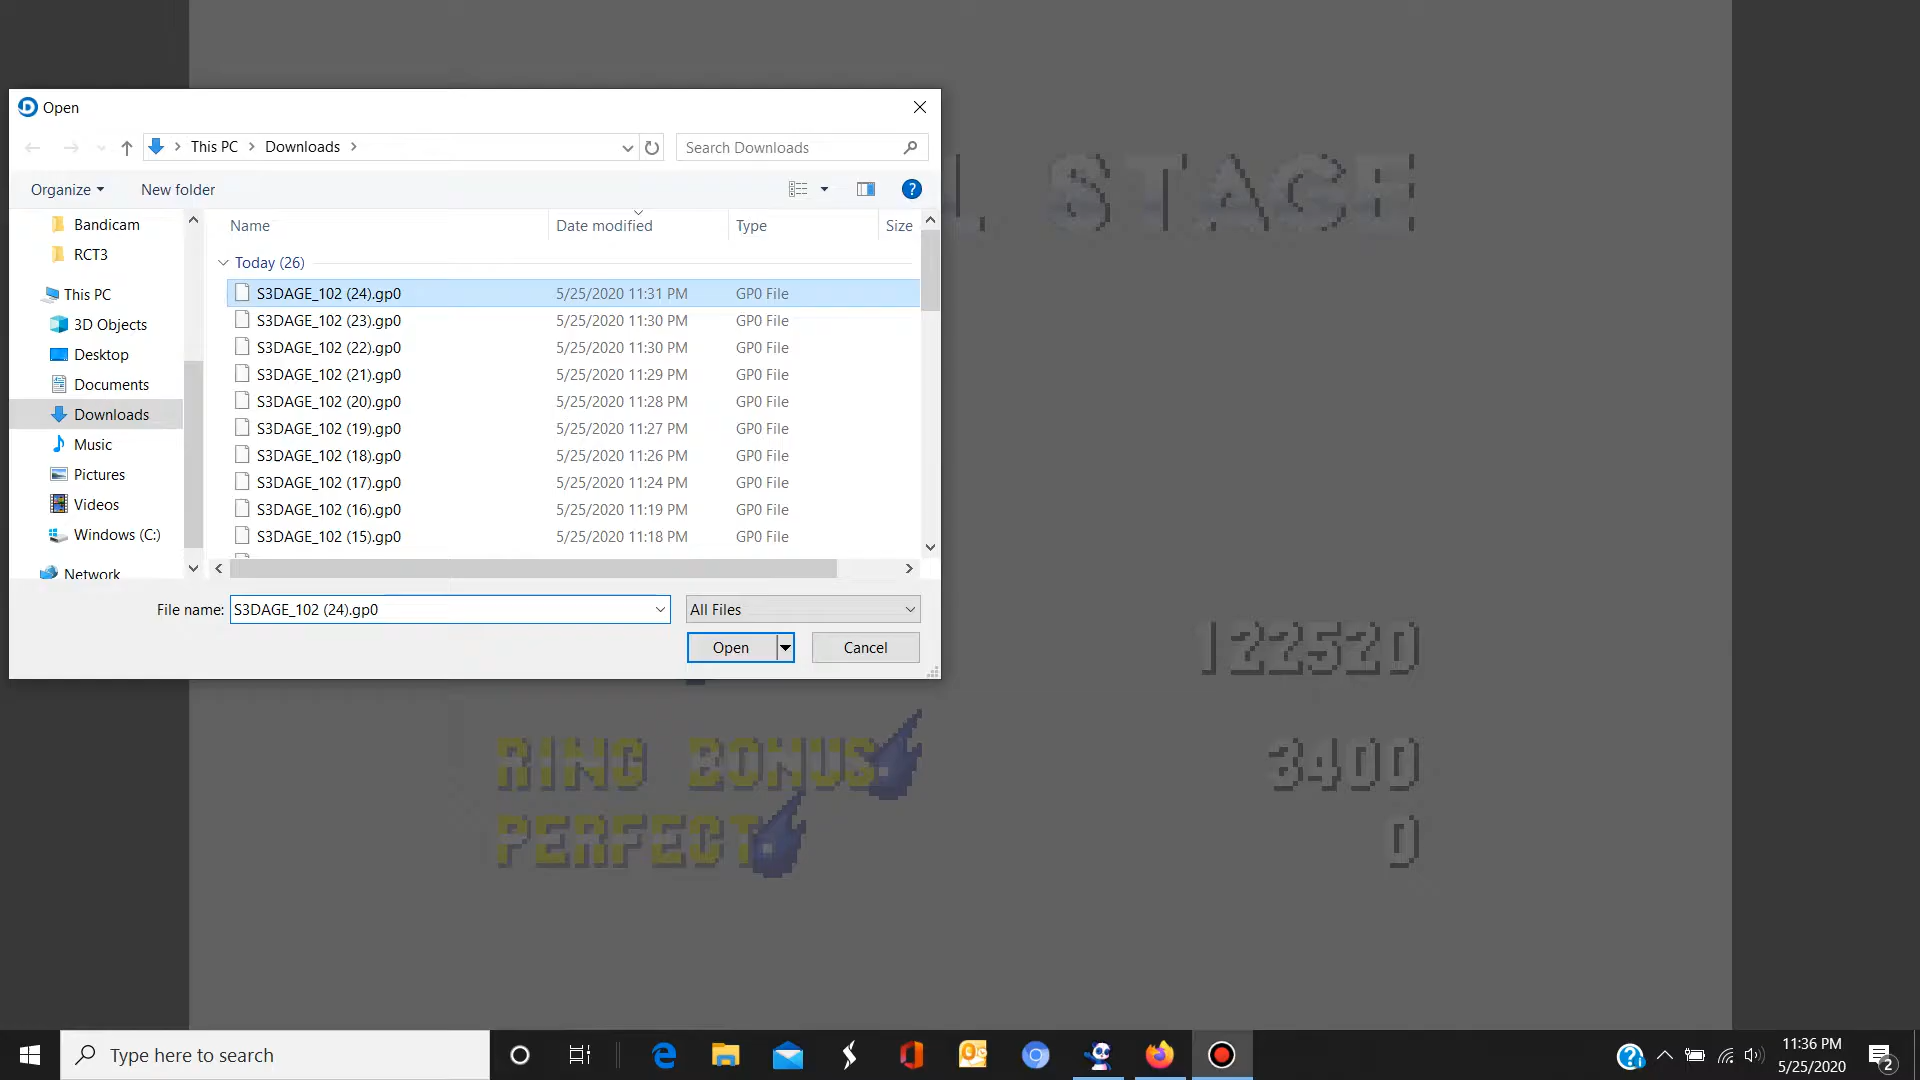 Open
This PC
Downloads
Search Downloads
Organize
New folder
?
Bandicam
RCT3
This PC
3D Objects
Desktop
Documents
Downloads
Music
Pictures
Videos
Windows (C:)
Network
Name Date modified Type Size
Today (26)
S3DAGE_102 (24).gp0 5/25/2020 11:31 PM GP0 File
S3DAGE_102 (23).gp0 5/25/2020 11:30 PM GP0 File
S3DAGE_102 (22).gp0 5/25/2020 11:30 PM GP0 File
S3DAGE_102 (21).gp0 5/25/2020 11:29 PM GP0 File
S3DAGE_102 (20).gp0 5/25/2020 11:28 PM GP0 File
S3DAGE_102 (19).gp0 5/25/2020 11:27 PM GP0 File
S3DAGE_102 (18).gp0 5/25/2020 11:26 PM GP0 File
S3DAGE_102 (17).gp0 5/25/2020 11:24 PM GP0 File
S3DAGE_102 (16).gp0 5/25/2020 11:19 PM GP0 File
S3DAGE_102 (15).gp0 5/25/2020 11:18 PM GP0 File
File name: S3DAGE_102 (24).gp0 All Files
Open Cancel
L STAGE
122520
RING BONUS 3400
PERFECT 0
Type here to search
11:36 PM
5/25/2020
2